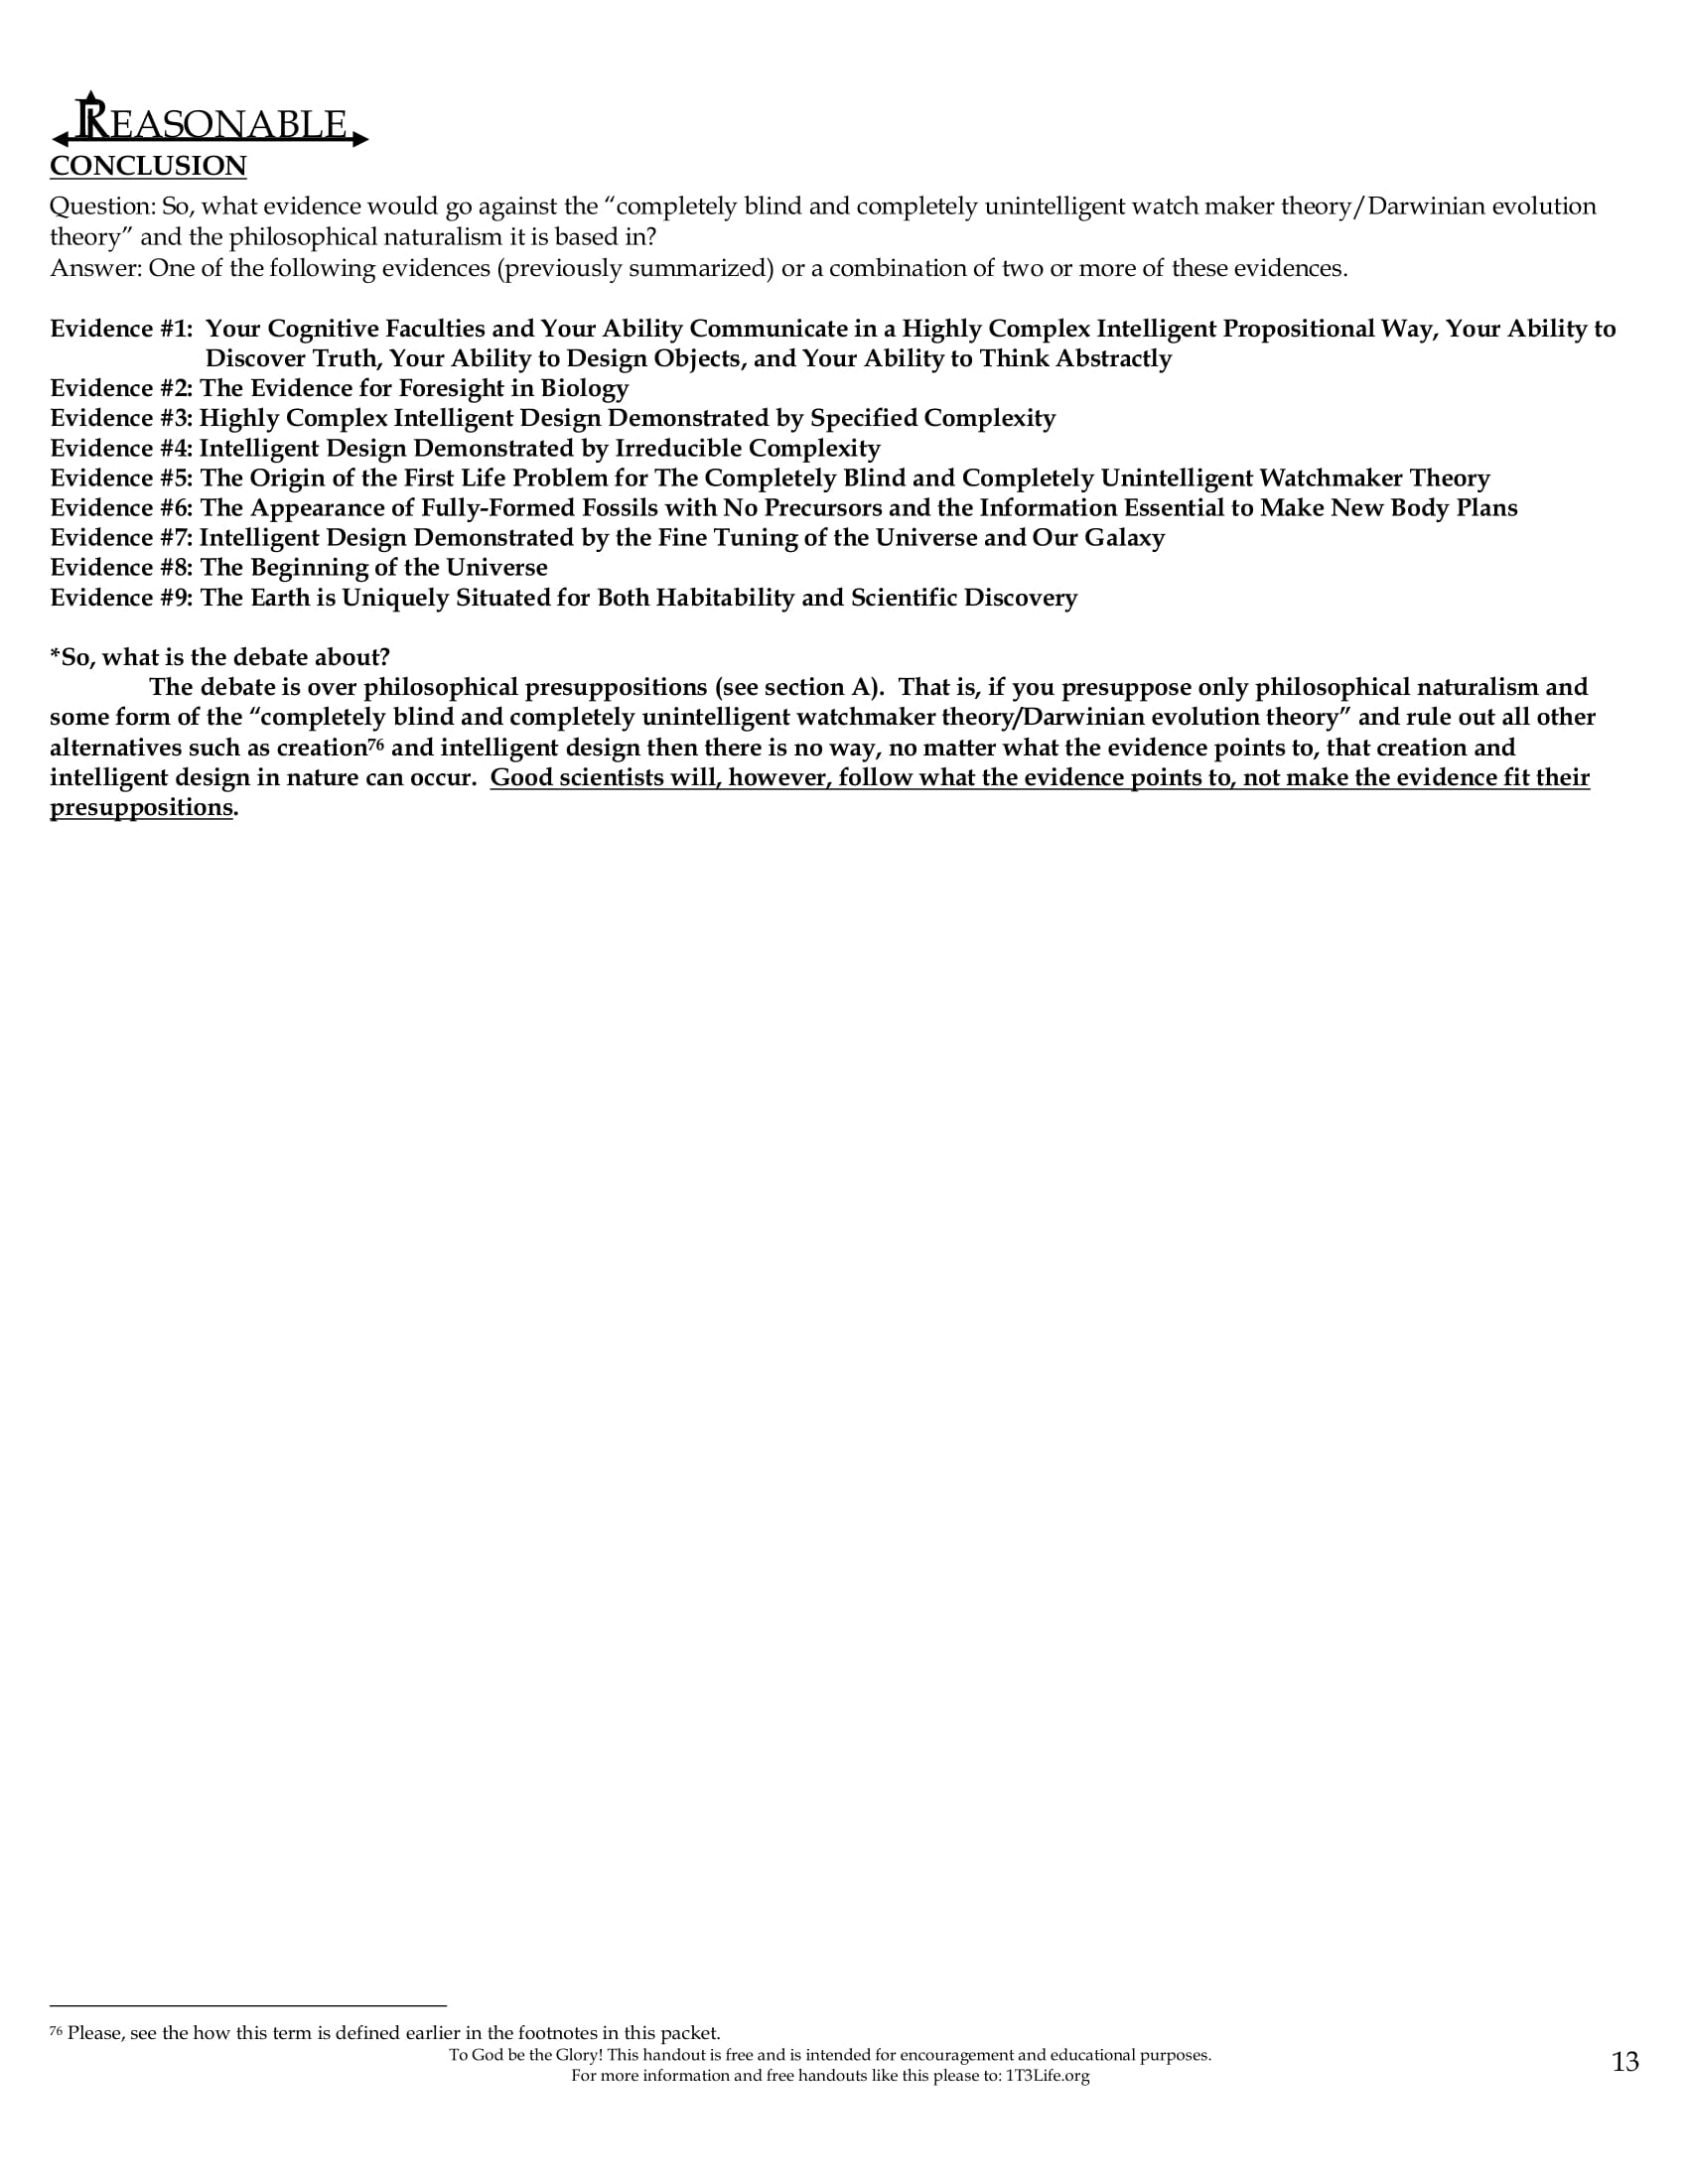 REASONABLE
CONCLUSION
Question: So, what evidence would go against the “completely blind and completely unintelligent watch maker theory/Darwinian evolution
theory” and the philosophical naturalism it is based in?
Answer: One of the following evidences (previously summarized) or a combination of two or more of these evidences.
Evidence #1: Your Cognitive Faculties and Your Ability Communicate in a Highly Complex Intelligent Propositional Way, Your Ability to
Discover Truth, Your Ability to Design Objects, and Your Ability to Think Abstractly
Evidence #2: The Evidence for Foresight in Biology
Evidence #3: Highly Complex Intelligent Design Demonstrated by Specified Complexity
Evidence #4: Intelligent Design Demonstrated by Irreducible Complexity
Evidence #5: The Origin of the First Life Problem for The Completely Blind and Completely Unintelligent Watchmaker Theory
Evidence #6: The Appearance of Fully-Formed Fossils with No Precursors and the Information Essential to Make New Body Plans
Evidence #7: Intelligent Design Demonstrated by the Fine Tuning of the Universe and Our Galaxy
Evidence #8: The Beginning of the Universe
Evidence #9: The Earth is Uniquely Situated for Both Habitability and Scientific Discovery
*So, what is the debate about?
The debate is over philosophical presuppositions (see section A). That is, if you presuppose only philosophical naturalism and
some form of the “completely blind and completely unintelligent watchmaker theory/Darwinian evolution theory” and rule out all other
alternatives such as creation⁷⁶ and intelligent design then there is no way, no matter what the evidence points to, that creation and
intelligent design in nature can occur. Good scientists will, however, follow what the evidence points to, not make the evidence fit their
presuppositions.
⁷⁶ Please, see the how this term is defined earlier in the footnotes in this packet.
To God be the Glory! This handout is free and is intended for encouragement and educational purposes.
For more information and free handouts like this please to: 1T3Life.org
13